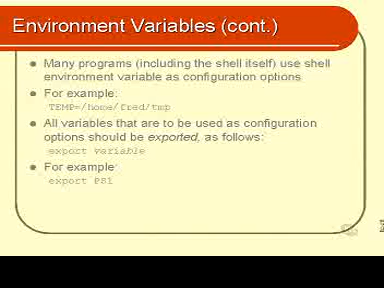 Environment Variables (cont.)
Many programs (including the shell itself) use shell
environment variable as configuration options
For example:
TEMP=/home/fred/tmp
All variables that are to be used as configuration
options should be exported, as follows:
export variable
For example:
export PS1